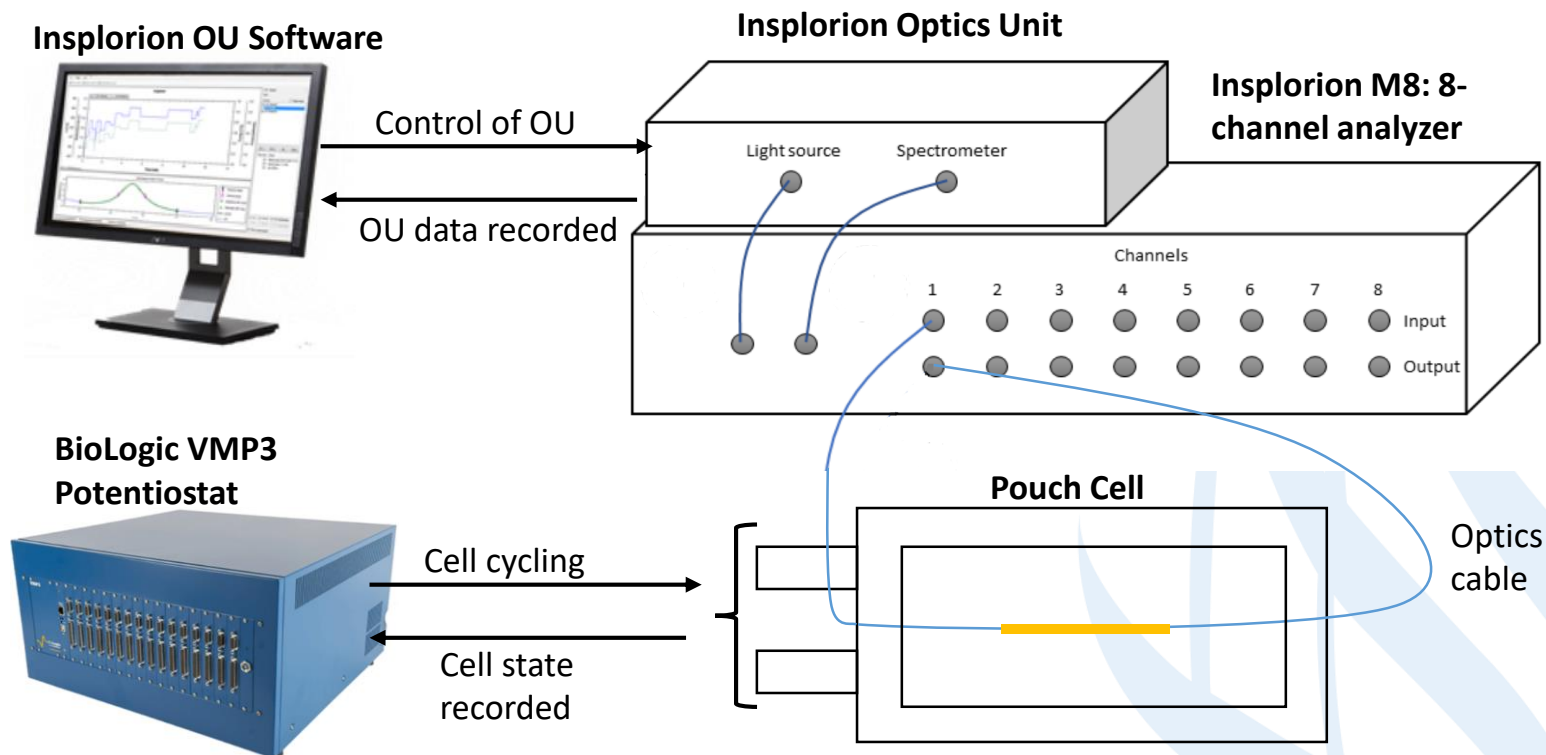 Insplorion OU Software
Insplorion Optics Unit
Insplorion M8: 8-
channel analyzer
Control of OU
OU data recorded
Light source
Spectrometer
Channels
1 2 3 4 5 6 7 8
Input
Output
BioLogic VMP3
Potentiostat
Cell cycling
Cell state
recorded
Pouch Cell
Optics
cable